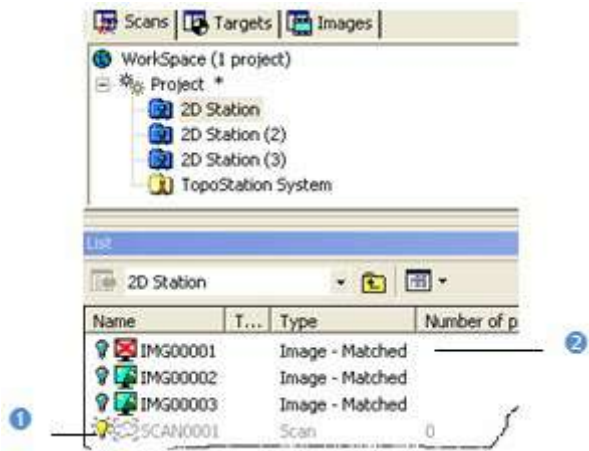 Scans Targets Images
WorkSpace (1 project)
Project *
2D Station
2D Station (2)
2D Station (3)
TopoStation System
List
2D Station
Name T... Type Number of p
IMG00001 Image - Matched 2
IMG00002 Image - Matched
IMG00003 Image - Matched
1 SCAN0001 Scan 0